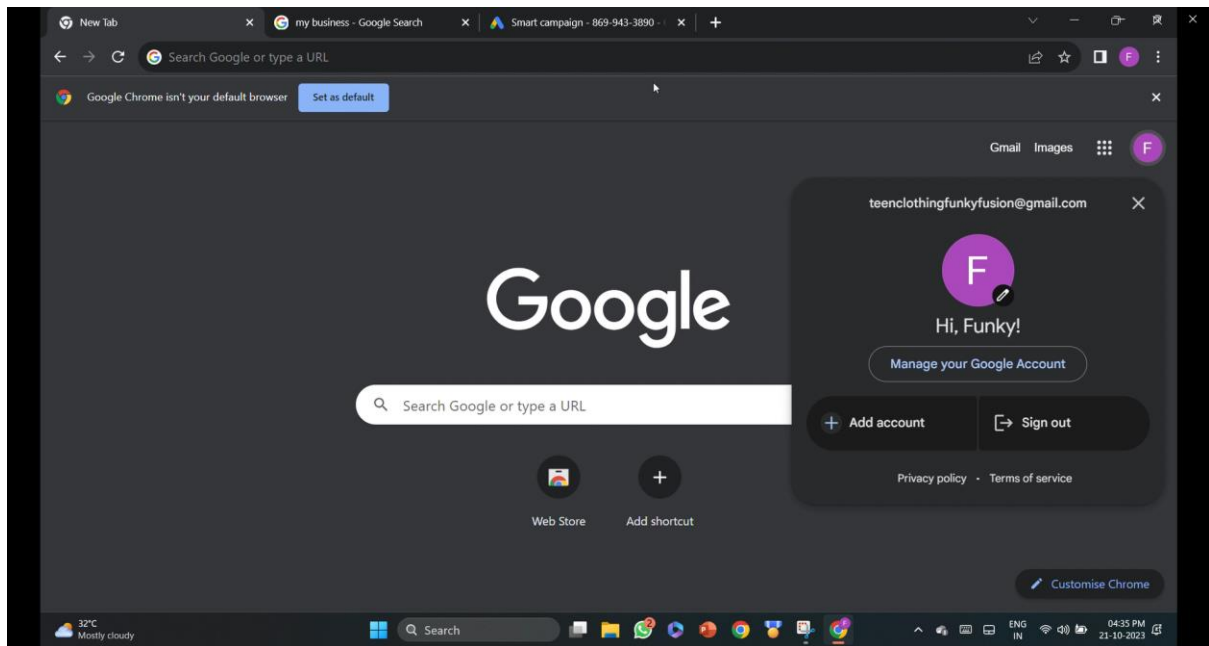 New Tab
my business - Google Search
Smart campaign - 869-943-3890 -
Search Google or type a URL
F
Google Chrome isn't your default browser
Set as default
Gmail Images
F
teenclothingfunkyfusion@gmail.com
F
Google
Hi, Funky!
Manage your Google Account
Search Google or type a URL
Add account
Sign out
Privacy policy · Terms of service
Web Store
Add shortcut
Customise Chrome
32°C
Mostly cloudy
Search
2
F
ENG
IN
04:35 PM
21-10-2023